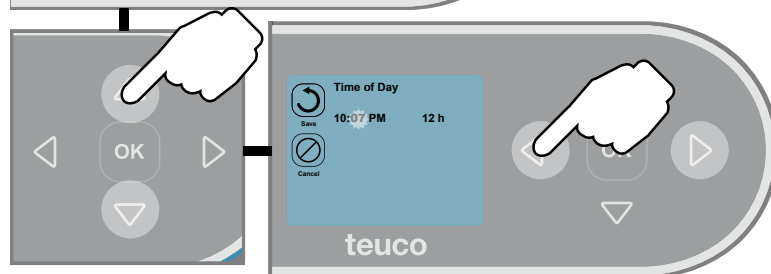 OK
Time of Day
10:07 PM 12 h
Save
Cancel
OK
teuco